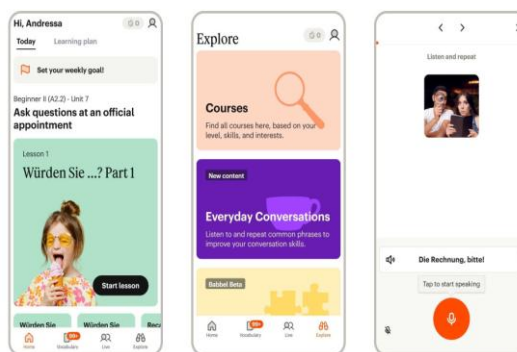 Hi, Andressa
0
Today Learning plan
Set your weekly goal!
Beginner II (A2.2) - Unit 7
Ask questions at an official
appointment
Lesson 1
Würden Sie ...? Part 1
Start lesson
Würden Sie Würden Sie
Home Vocabulary Live Explore
99+
Explore
0
Courses
Find all courses here, based on your
level, skills, and interests.
New content
Everyday Conversations
Listen to and repeat common phrases to
improve your conversation skills.
Babbel Beta
99+
Home Vocabulary Live Explore
Listen and repeat
Die Rechnung, bitte!
Tap to start speaking